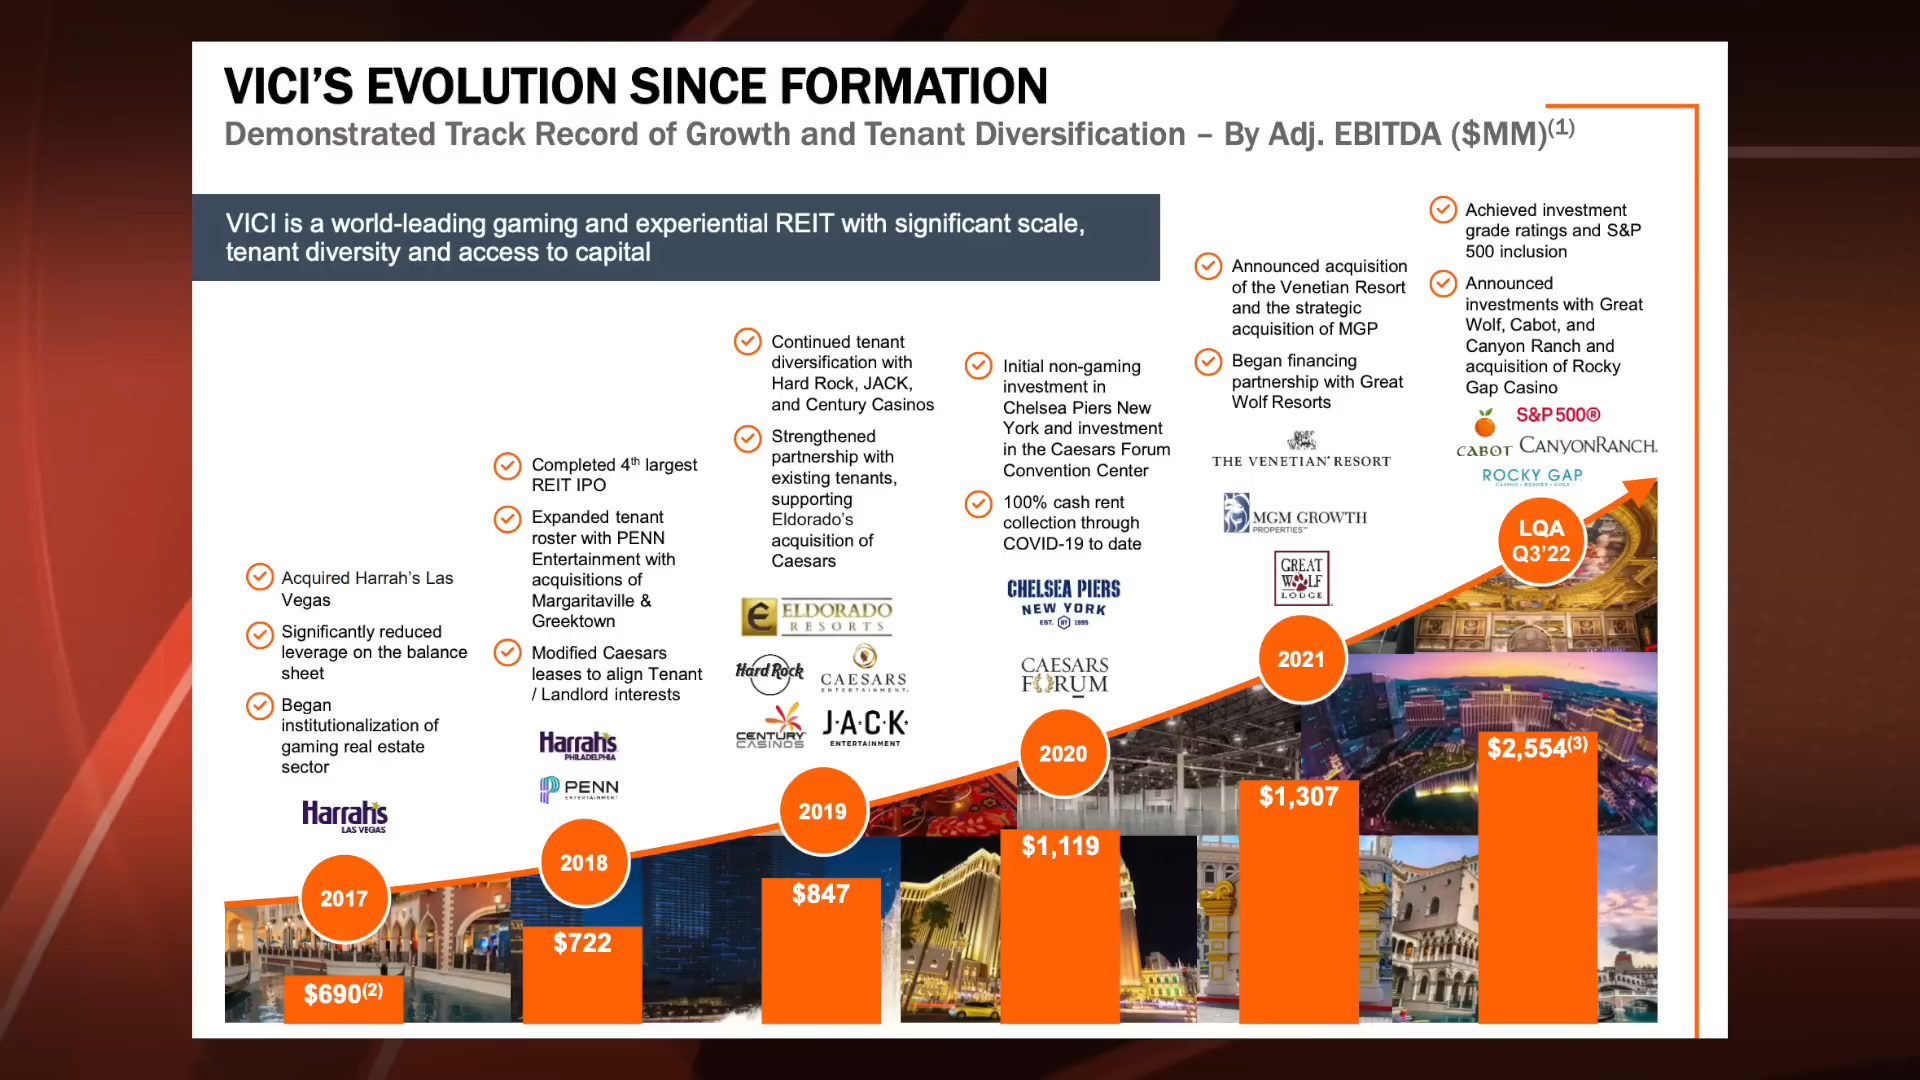 VICI'S EVOLUTION SINCE FORMATION
Demonstrated Track Record of Growth and Tenant Diversification – By Adj. EBITDA ($MM)(1)
VICI is a world-leading gaming and experiential REIT with significant scale,
tenant diversity and access to capital
Acquired Harrah's Las
Vegas
Significantly reduced
leverage on the balance
sheet
Began
institutionalization of
gaming real estate
sector
Harrah's
LAS VEGAS
2017
$690(2)
Completed 4th largest
REIT IPO
Expanded tenant
roster with PENN
Entertainment with
acquisitions of
Margaritaville &
Greektown
Modified Caesars
leases to align Tenant
/ Landlord interests
Harrah's
PHILADELPHIA
PENN
ENTERTAINMENT
2018
$722
Continued tenant
diversification with
Hard Rock, JACK,
and Century Casinos
Strengthened
partnership with
existing tenants,
supporting
Eldorado's
acquisition of
Caesars
ELDORADO
RESORTS
Hard Rock
CAESARS
ENTERTAINMENT.
CENTURY
CASINOS
J·A·C·K·
ENTERTAINMENT
2019
$847
Initial non-gaming
investment in
Chelsea Piers New
York and investment
in the Caesars Forum
Convention Center
100% cash rent
collection through
COVID-19 to date
CHELSEA PIERS
NEW YORK
EST. NY 1995
CAESARS
FORUM
2020
$1,119
Announced acquisition
of the Venetian Resort
and the strategic
acquisition of MGP
Began financing
partnership with Great
Wolf Resorts
THE VENETIAN® RESORT
MGM GROWTH
PROPERTIES™
GREAT
WOLF
LODGE
2021
$1,307
Achieved investment
grade ratings and S&P
500 inclusion
Announced
investments with Great
Wolf, Cabot, and
Canyon Ranch and
acquisition of Rocky
Gap Casino
S&P 500®
CABOT
CANYONRANCH.
ROCKY GAP
CASINO • RESORT • GOLF
LQA
Q3'22
$2,554(3)